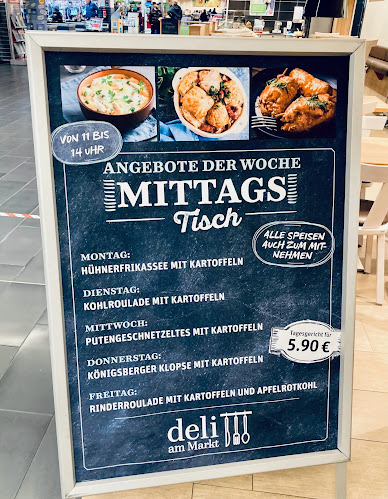 VON 11 BIS
14 UHR
ANGEBOTE DER WOCHE
MITTAGS
Tisch
ALLE SPEISEN
AUCH ZUM MIT-
NEHMEN
MONTAG:
HÜHNERFRIKASSEE MIT KARTOFFELN
DIENSTAG:
KOHLROULADE MIT KARTOFFELN
MITTWOCH:
PUTENGESCHNETZELTES MIT KARTOFFELN
Tagesgericht für
5.90 €
DONNERSTAG:
KÖNIGSBERGER KLOPSE MIT KARTOFFELN
FREITAG:
RINDERROULADE MIT KARTOFFELN UND APFELROTKOHL
deli
am Markt